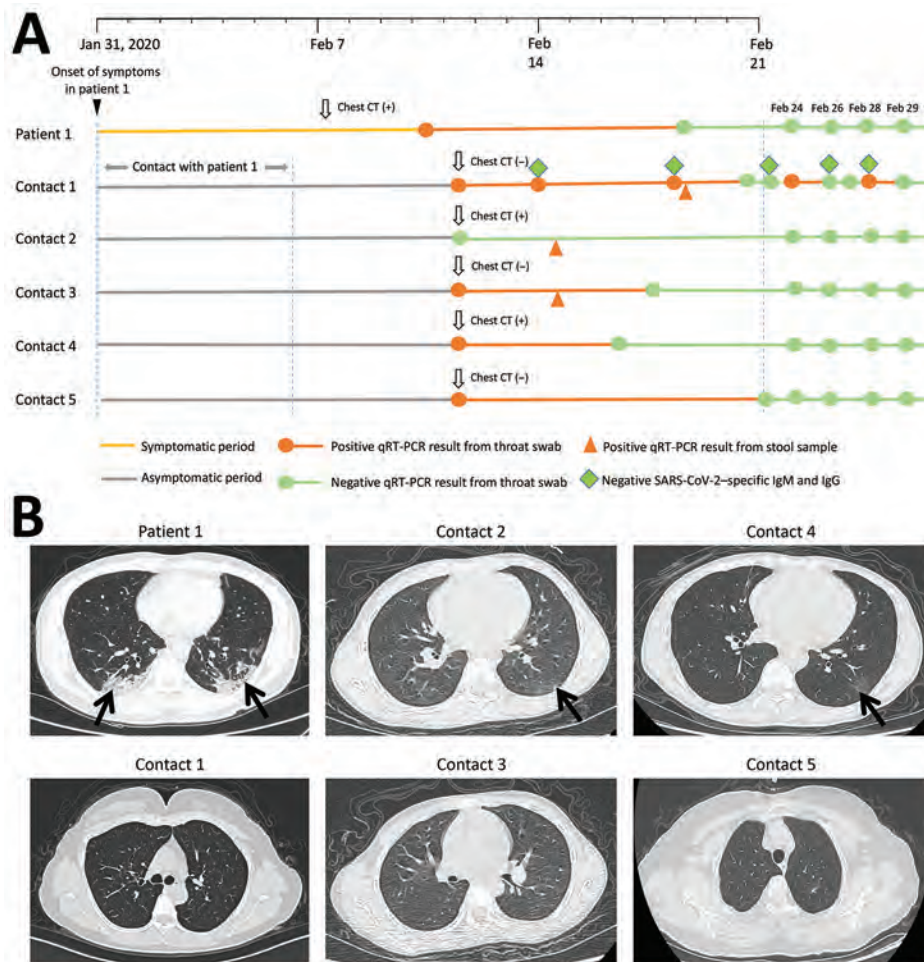 A
Jan 31, 2020
Feb 7
Feb
14
Feb
21
Onset of symptoms
in patient 1
Chest CT (+)
Feb 24 Feb 26 Feb 28 Feb 29
Patient 1
Contact with patient 1
Chest CT (–)
Contact 1
Chest CT (+)
Contact 2
Chest CT (–)
Contact 3
Chest CT (+)
Contact 4
Chest CT (–)
Contact 5
Symptomatic period
Positive qRT-PCR result from throat swab
Positive qRT-PCR result from stool sample
Asymptomatic period
Negative qRT-PCR result from throat swab
Negative SARS-CoV-2–specific IgM and IgG
B
Patient 1
Contact 2
Contact 4
Contact 1
Contact 3
Contact 5